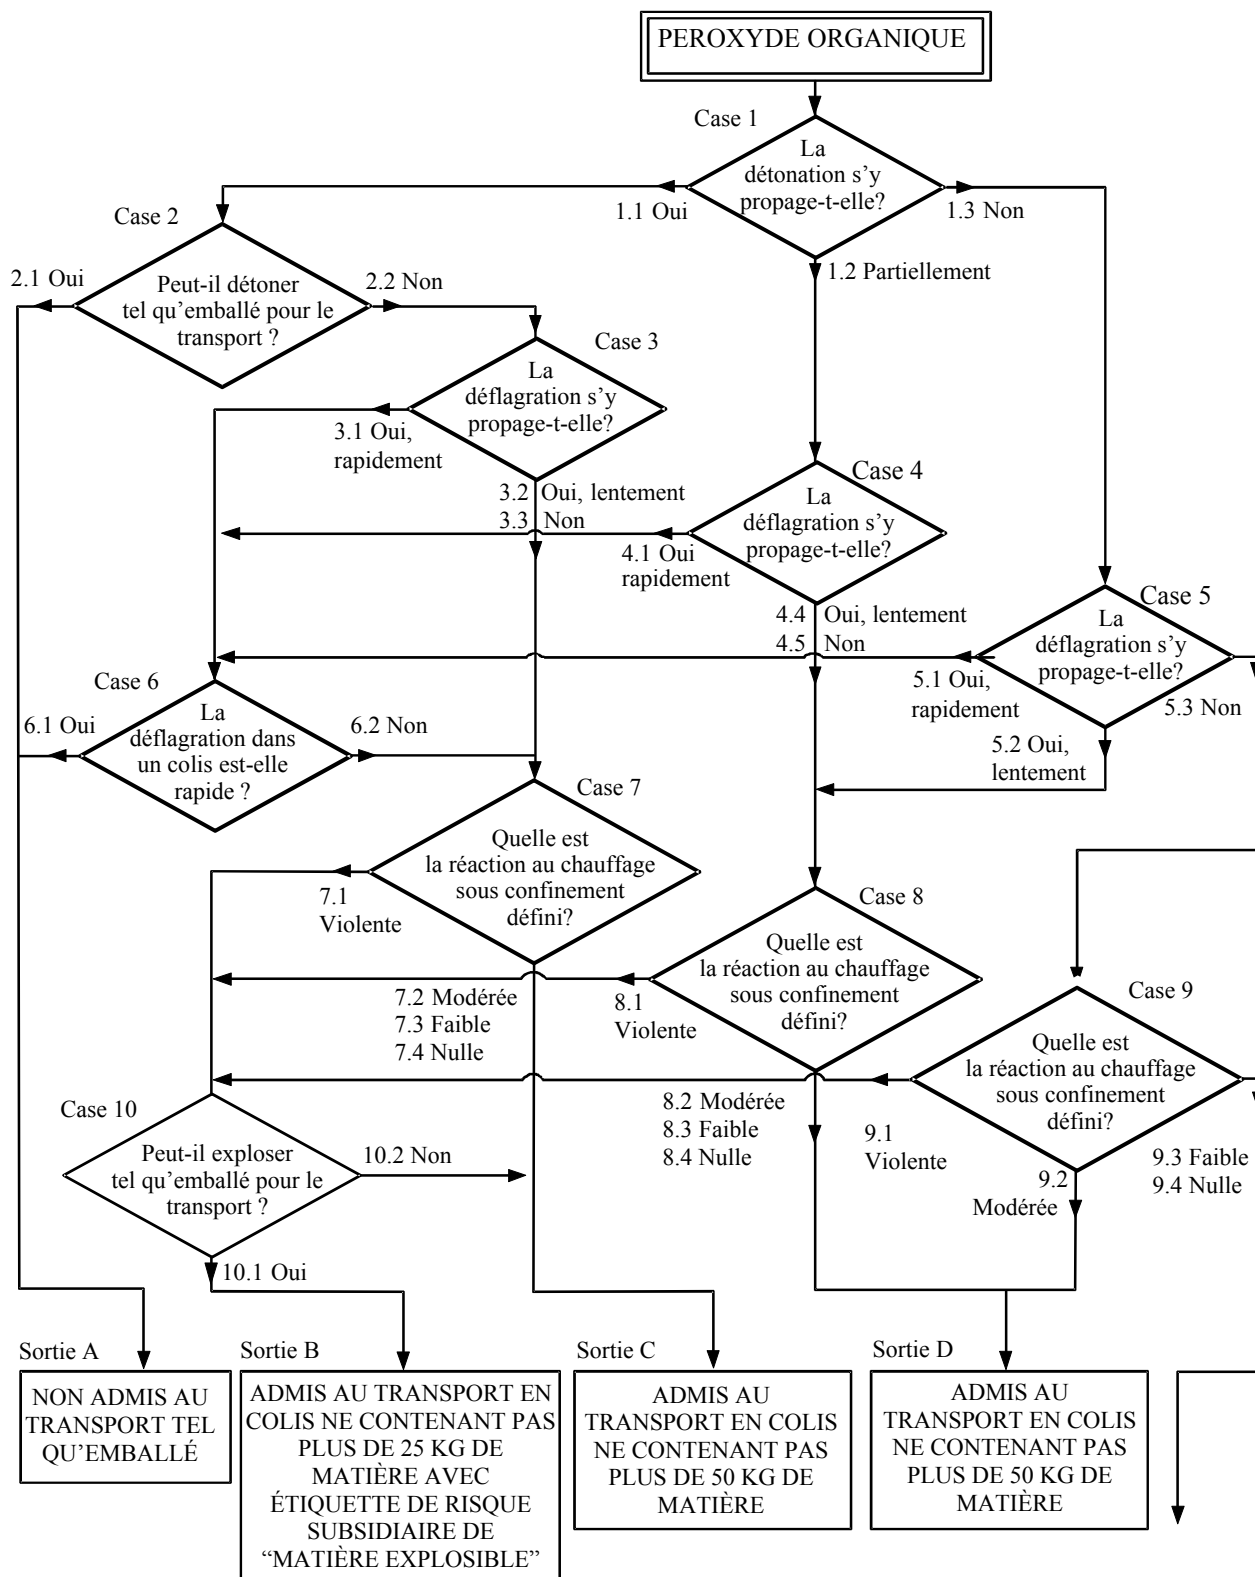 PEROXYDE ORGANIQUE
Case 1
La
détonation s’y
propage-t-elle?
1.1 Oui
1.3 Non
1.2 Partiellement
Case 2
2.1 Oui
Peut-il détoner
tel qu’emballé pour le
transport ?
2.2 Non
Case 3
La
déflagration s’y
propage-t-elle?
3.1 Oui,
rapidement
3.2 Oui, lentement
3.3 Non
Case 4
La
déflagration s’y
propage-t-elle?
4.1 Oui
rapidement
4.4 Oui, lentement
4.5 Non
Case 5
La
déflagration s’y
propage-t-elle?
5.1 Oui,
rapidement
5.3 Non
5.2 Oui,
lentement
Case 6
6.1 Oui
La
déflagration dans
un colis est-elle
rapide ?
6.2 Non
Case 7
Quelle est
la réaction au chauffage
sous confinement
défini?
7.1
Violente
7.2 Modérée
7.3 Faible
7.4 Nulle
Case 8
Quelle est
la réaction au chauffage
sous confinement
défini?
8.1
Violente
8.2 Modérée
8.3 Faible
8.4 Nulle
Case 9
Quelle est
la réaction au chauffage
sous confinement
défini?
9.1
Violente
9.2
Modérée
9.3 Faible
9.4 Nulle
Case 10
Peut-il exploser
tel qu’emballé pour le
transport ?
10.2 Non
10.1 Oui
Sortie A
NON ADMIS AU
TRANSPORT TEL
QU’EMBALLÉ
Sortie B
ADMIS AU TRANSPORT EN
COLIS NE CONTENANT PAS
PLUS DE 25 KG DE
MATIÈRE AVEC
ÉTIQUETTE DE RISQUE
SUBSIDIAIRE DE
“MATIÈRE EXPLOSIBLE”
Sortie C
ADMIS AU
TRANSPORT EN COLIS
NE CONTENANT PAS
PLUS DE 50 KG DE
MATIÈRE
Sortie D
ADMIS AU
TRANSPORT EN COLIS
NE CONTENANT PAS
PLUS DE 50 KG DE
MATIÈRE